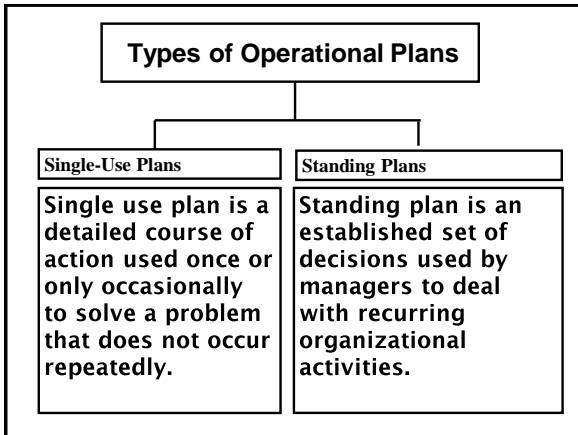 Types of Operational Plans
Single-Use Plans
Single use plan is a
detailed course of
action used once or
only occasionally
to solve a problem
that does not occur
repeatedly.
Standing Plans
Standing plan is an
established set of
decisions used by
managers to deal
with recurring
organizational
activities.